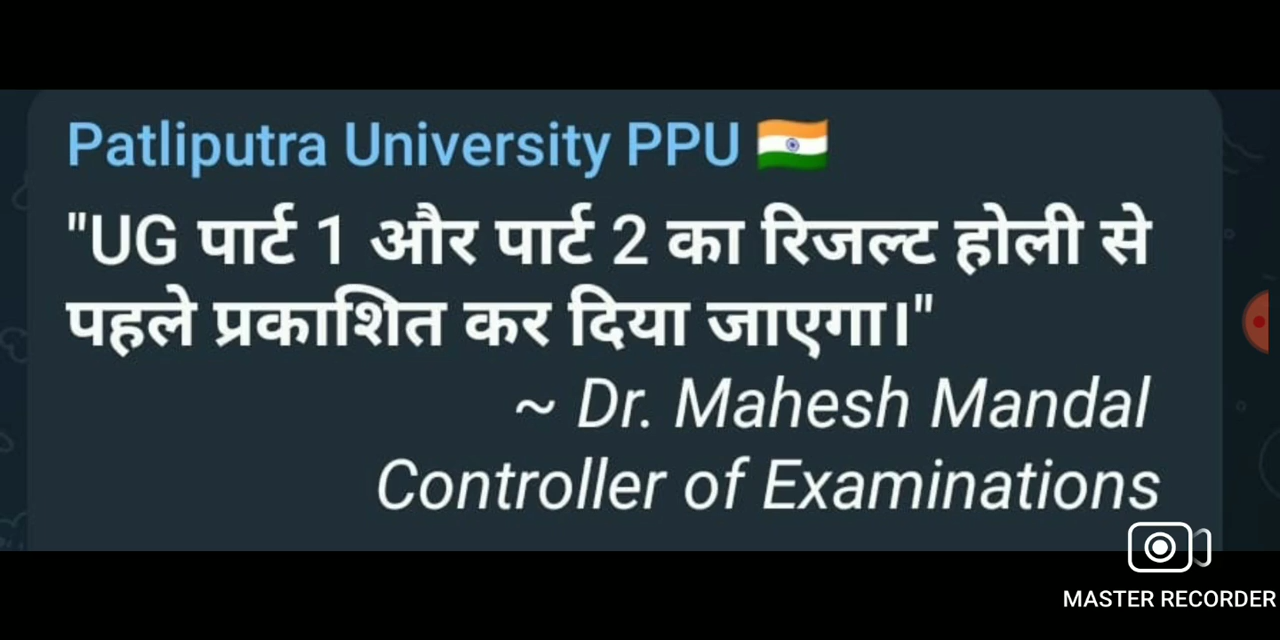 Patliputra University PPU 🇮🇳
"UG पार्ट 1 और पार्ट 2 का रिजल्ट होली से
पहले प्रकाशित कर दिया जाएगा।"
~ Dr. Mahesh Mandal
Controller of Examinations
MASTER RECORDER